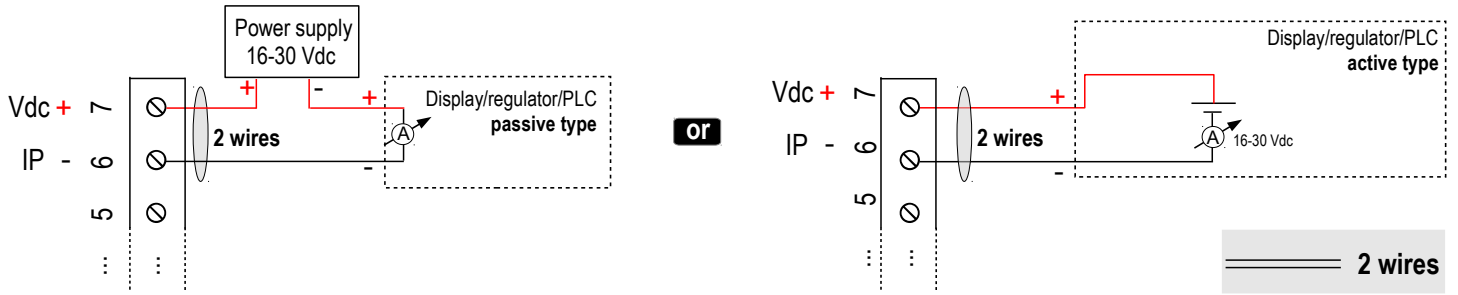 Power supply
16-30 Vdc
+
-
+
Display/regulator/PLC
passive type
Vdc + 7
2 wires
A
IP - 6
-
5
...
...
or
Display/regulator/PLC
active type
Vdc + 7
+
2 wires
A
16-30 Vdc
IP - 6
-
5
...
...
2 wires